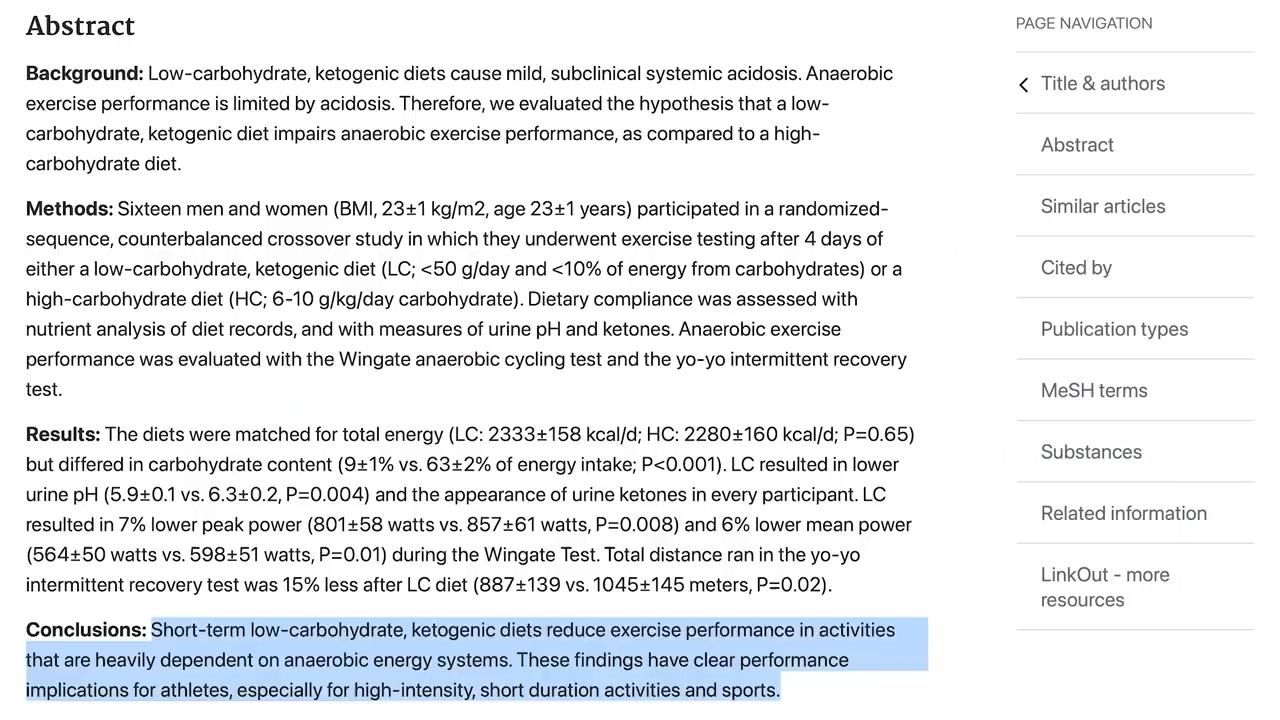 Abstract
Background: Low-carbohydrate, ketogenic diets cause mild, subclinical systemic acidosis. Anaerobic
exercise performance is limited by acidosis. Therefore, we evaluated the hypothesis that a low-
carbohydrate, ketogenic diet impairs anaerobic exercise performance, as compared to a high-
carbohydrate diet.
Methods: Sixteen men and women (BMI, 23±1 kg/m2, age 23±1 years) participated in a randomized-
sequence, counterbalanced crossover study in which they underwent exercise testing after 4 days of
either a low-carbohydrate, ketogenic diet (LC; <50 g/day and <10% of energy from carbohydrates) or a
high-carbohydrate diet (HC; 6-10 g/kg/day carbohydrate). Dietary compliance was assessed with
nutrient analysis of diet records, and with measures of urine pH and ketones. Anaerobic exercise
performance was evaluated with the Wingate anaerobic cycling test and the yo-yo intermittent recovery
test.
Results: The diets were matched for total energy (LC: 2333±158 kcal/d; HC: 2280±160 kcal/d; P=0.65)
but differed in carbohydrate content (9±1% vs. 63±2% of energy intake; P<0.001). LC resulted in lower
urine pH (5.9±0.1 vs. 6.3±0.2, P=0.004) and the appearance of urine ketones in every participant. LC
resulted in 7% lower peak power (801±58 watts vs. 857±61 watts, P=0.008) and 6% lower mean power
(564±50 watts vs. 598±51 watts, P=0.01) during the Wingate Test. Total distance ran in the yo-yo
intermittent recovery test was 15% less after LC diet (887±139 vs. 1045±145 meters, P=0.02).
Conclusions: Short-term low-carbohydrate, ketogenic diets reduce exercise performance in activities
that are heavily dependent on anaerobic energy systems. These findings have clear performance
implications for athletes, especially for high-intensity, short duration activities and sports.
PAGE NAVIGATION
Title & authors
Abstract
Similar articles
Cited by
Publication types
MeSH terms
Substances
Related information
LinkOut - more
resources